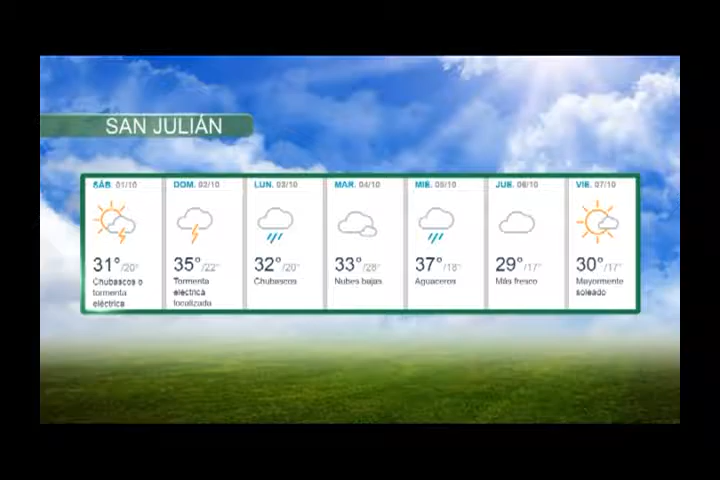 SAN JULIÁN
SÁB. 01/10
31°/20°
Chubascos o
tormenta
eléctrica
DOM. 02/10
35°/22°
Tormenta
eléctrica
localizada
LUN. 03/10
32°/20°
Chubascos
MAR. 04/10
33°/28°
Nubes bajas
MIÉ. 05/10
37°/18°
Aguaceros
JUE. 06/10
29°/17°
Más fresco
VIE. 07/10
30°/17°
Mayormente
soleado